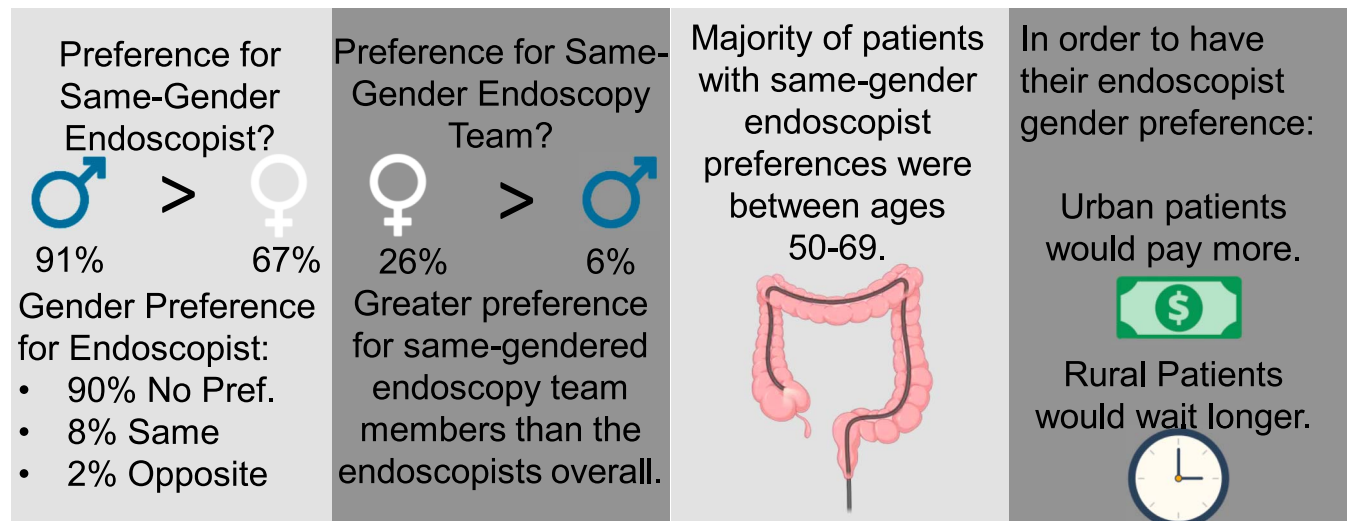 Preference for
Same-Gender
Endoscopist?
>
91%
67%
Gender Preference
for Endoscopist:
• 90% No Pref.
• 8% Same
• 2% Opposite
Preference for Same-
Gender Endoscopy
Team?
>
26%
6%
Greater preference
for same-gendered
endoscopy team
members than the
endoscopists overall.
Majority of patients
with same-gender
endoscopist
preferences were
between ages
50-69.
In order to have
their endoscopist
gender preference:
Urban patients
would pay more.
$
Rural Patients
would wait longer.